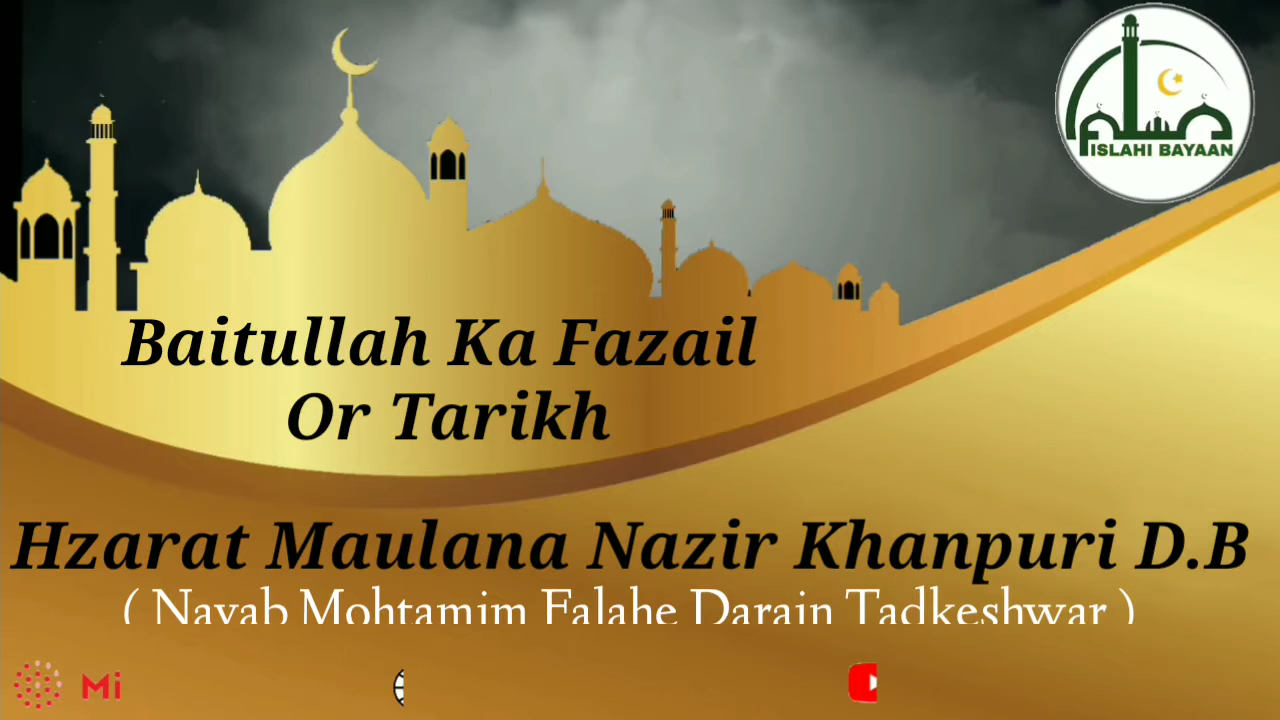 ISLAHI BAYAAN
Baitullah Ka Fazail
Or Tarikh
Hzarat Maulana Nazir Khanpuri D.B
( Nayab Mohtamim Falahe Darain Tadkeshwar )
Mi